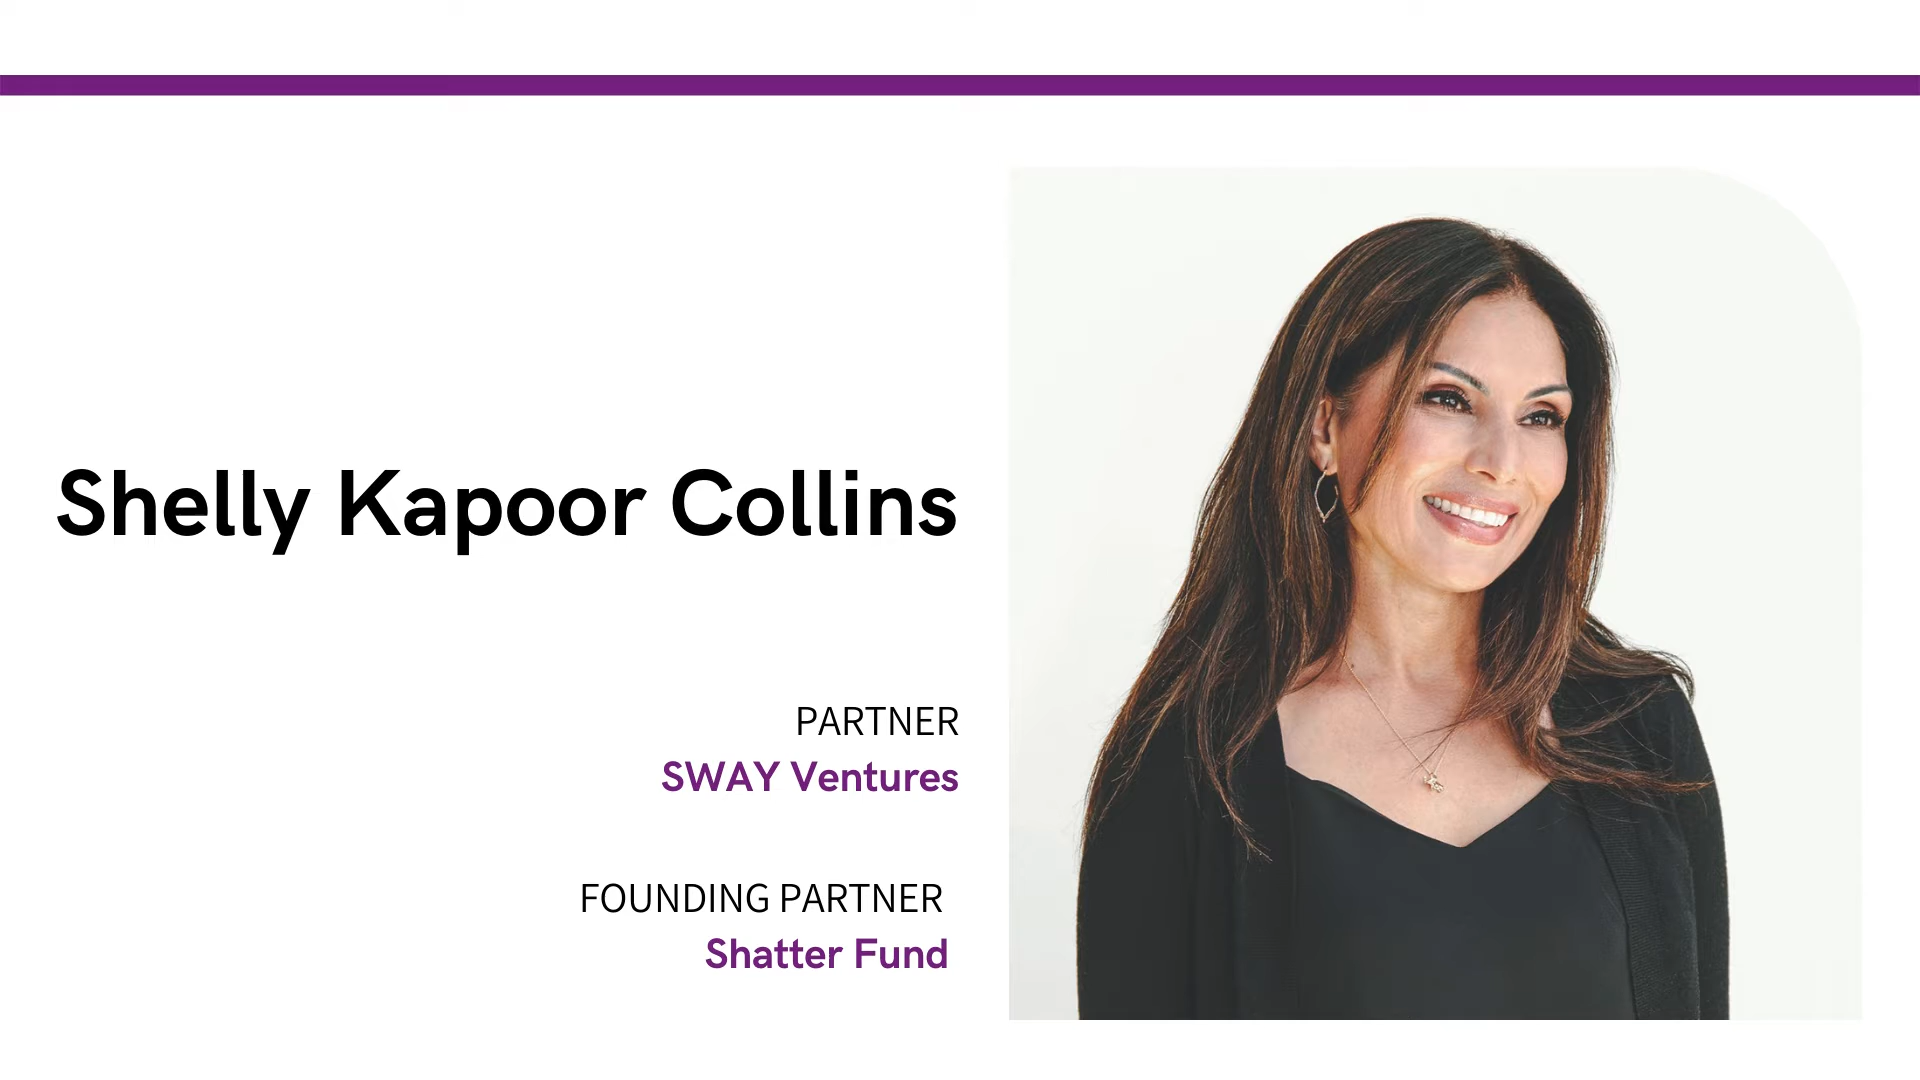 Shelly Kapoor Collins
PARTNER
SWAY Ventures
FOUNDING PARTNER
Shatter Fund